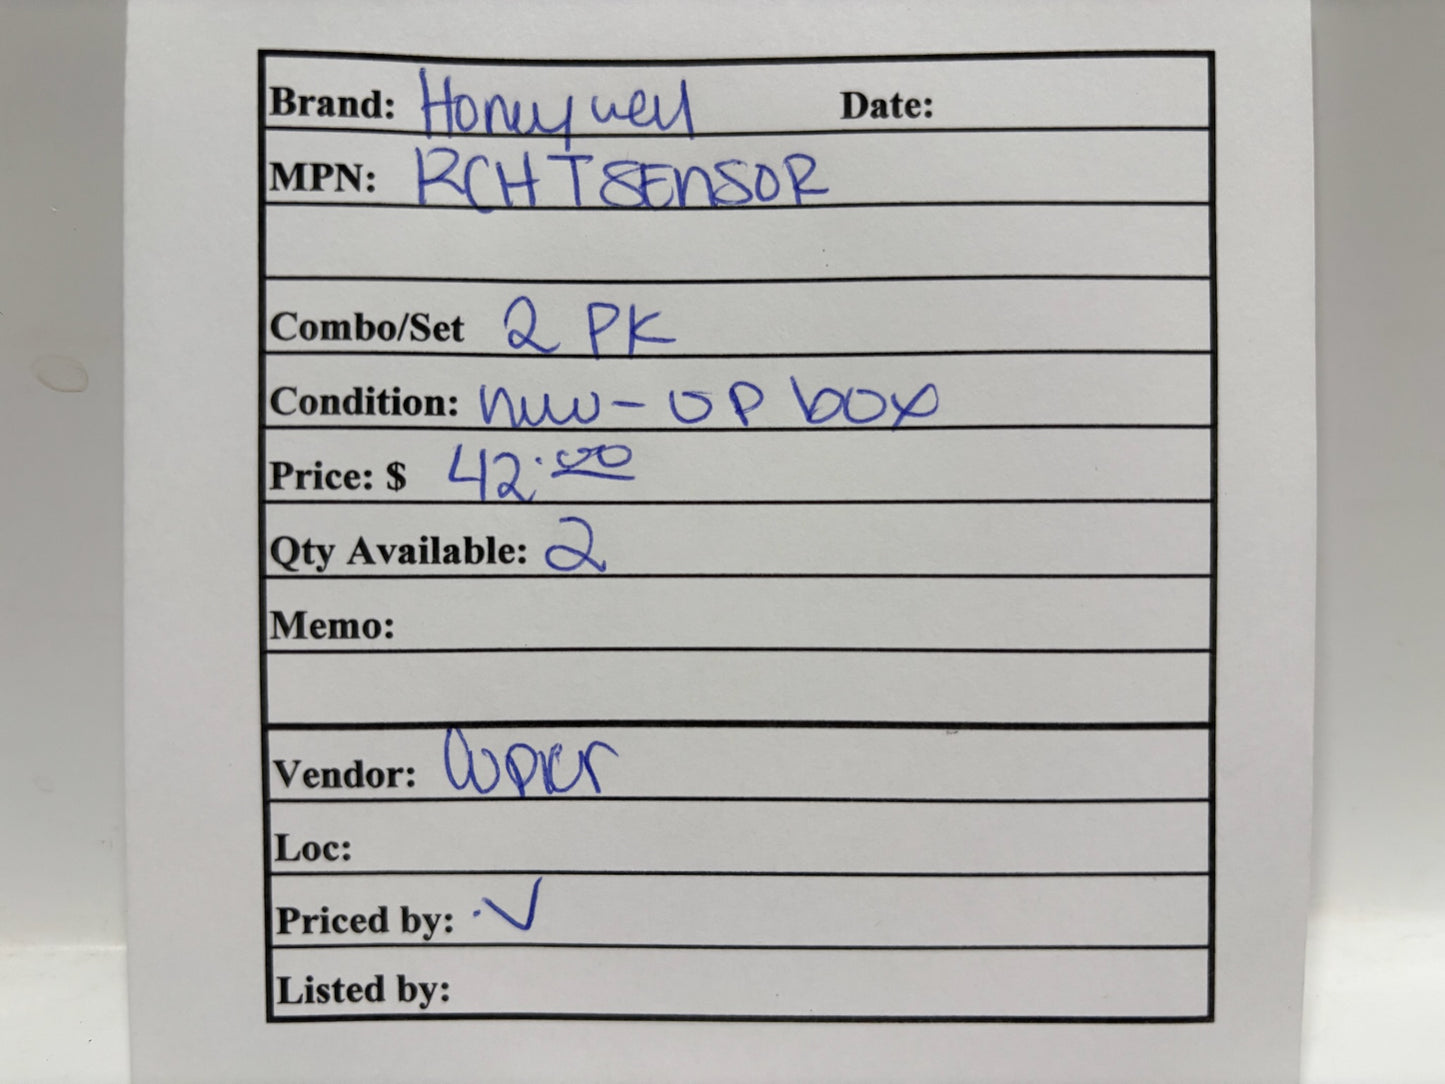 Brand: Honeywell Date:
MPN: RCHTSENSOR
Combo/Set 2 PK
Condition: new - OP box
Price: $ 42.00
Qty Available: 2
Memo:
Vendor:
Loc:
Priced by: V
Listed by: